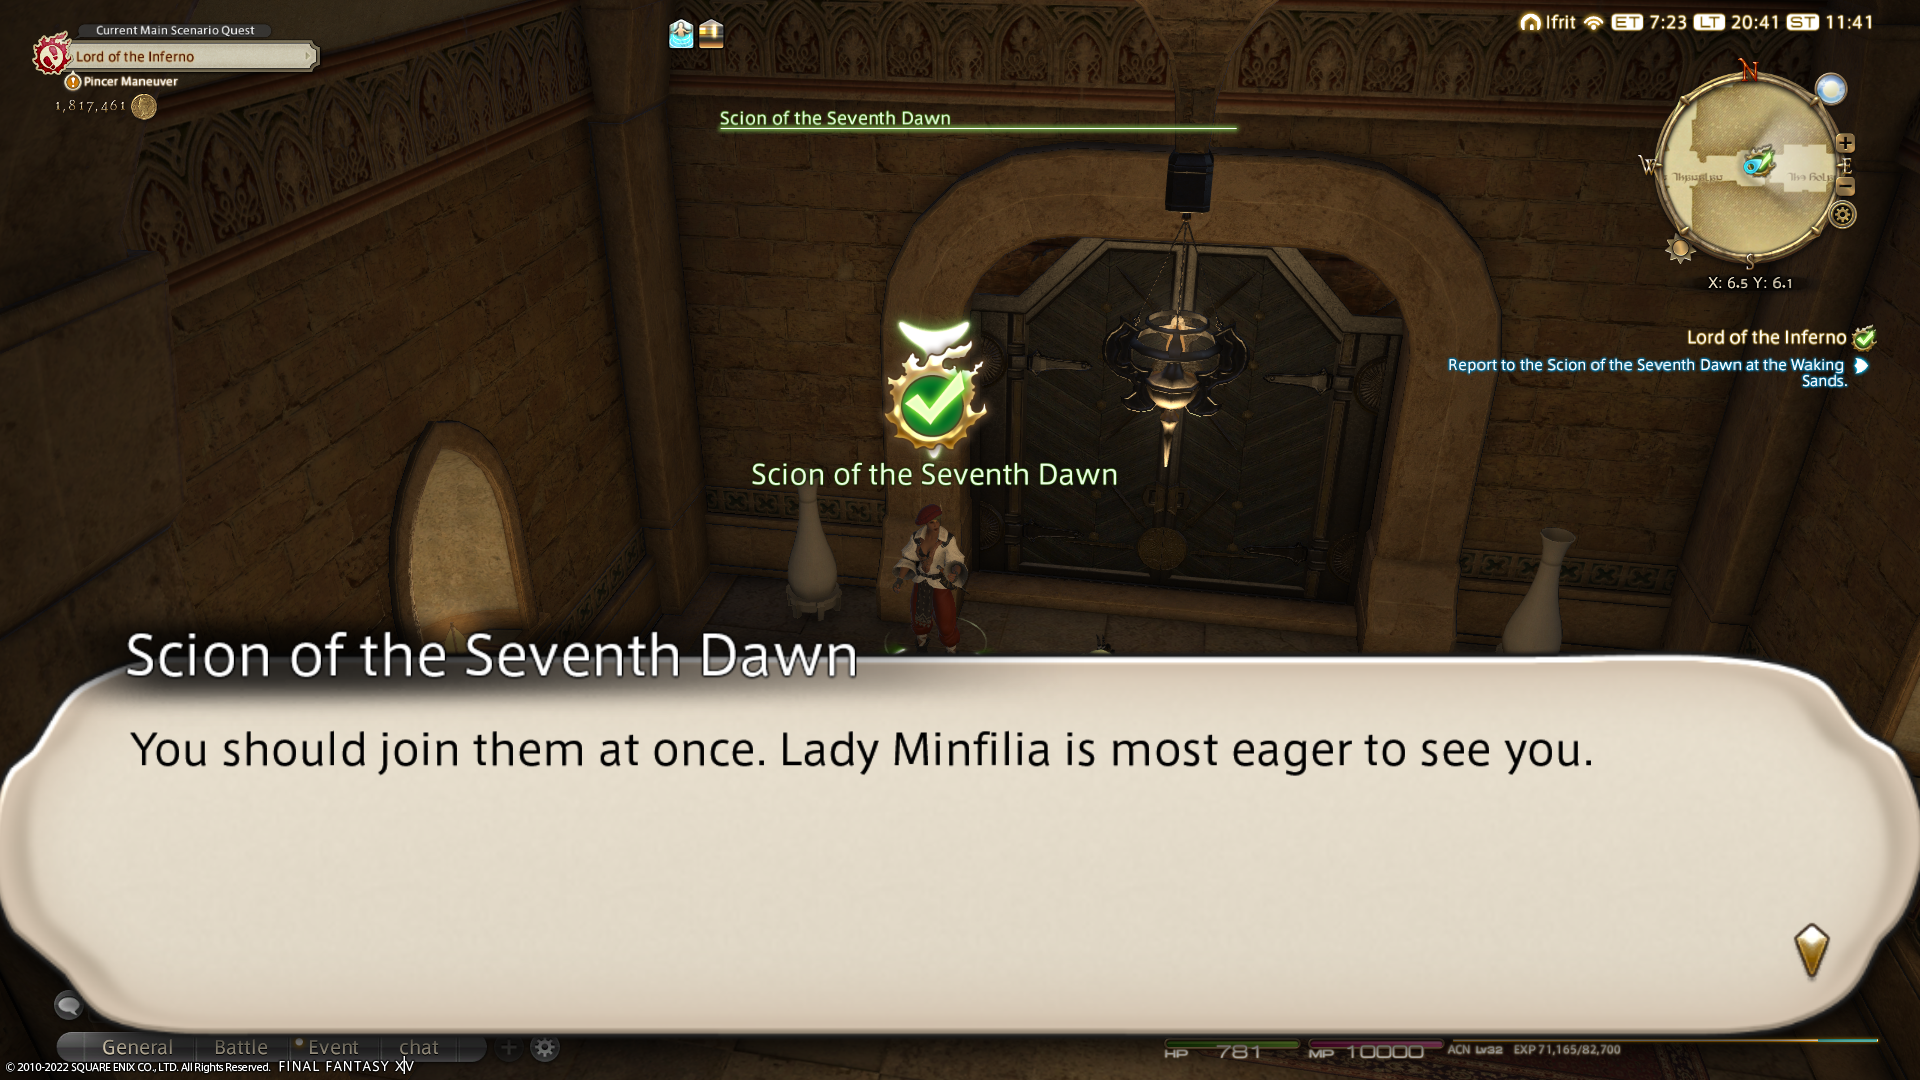 Current Main Scenario Quest
Lord of the Inferno
Pincer Maneuver
1,817,461
Ifrit ET 7:23 LT 20:41 ST 11:41
Scion of the Seventh Dawn
N
W
E
S
X: 6.5 Y: 6.1
Lord of the Inferno
Report to the Scion of the Seventh Dawn at the Waking
Sands.
Scion of the Seventh Dawn
Scion of the Seventh Dawn
You should join them at once. Lady Minfilia is most eager to see you.
General Battle Event chat
HP 781 MP 10000 ACN Lv32 EXP 71,165/82,700
© 2010-2022 SQUARE ENIX CO., LTD. All Rights Reserved. FINAL FANTASY XIV